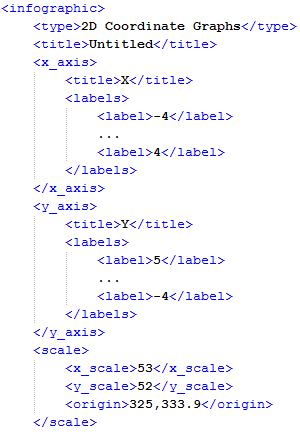 <infographic>
<type>2D Coordinate Graphs</type>
<title>Untitled</title>
<x_axis>
<title>X</title>
<labels>
<label>-4</label>
...
<label>4</label>
</labels>
</x_axis>
<y_axis>
<title>Y</title>
<labels>
<label>5</label>
...
<label>-4</label>
</labels>
</y_axis>
<scale>
<x_scale>53</x_scale>
<y_scale>52</y_scale>
<origin>325,333.9</origin>
</scale>